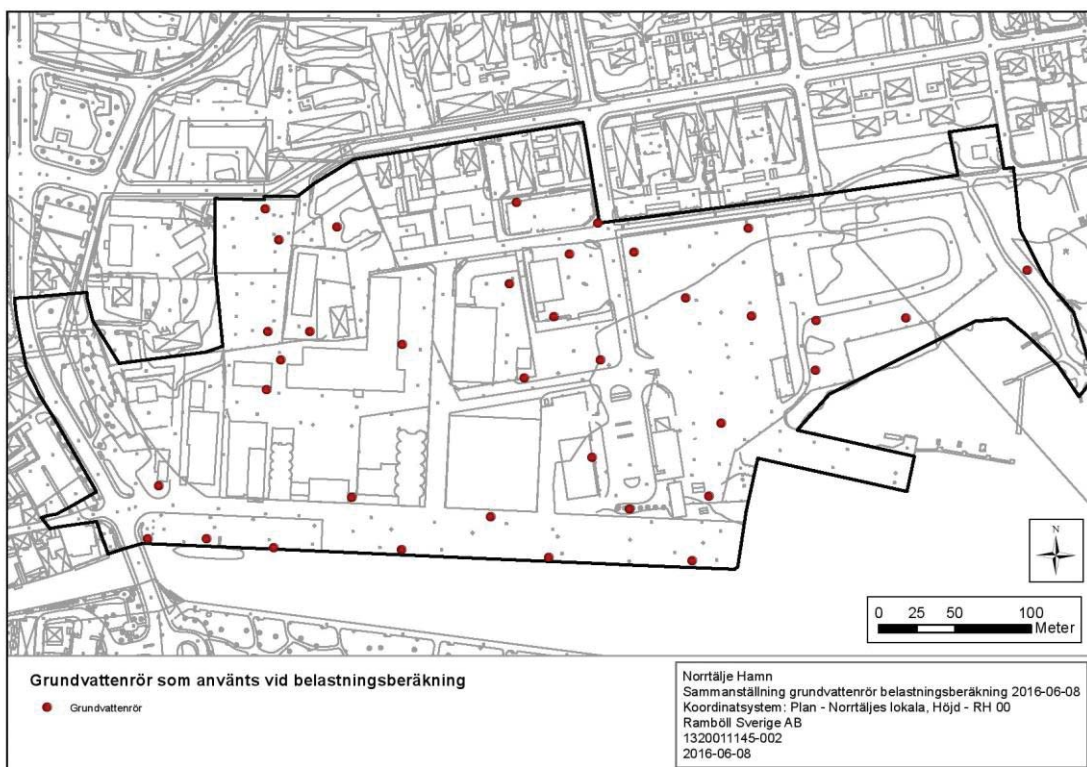 N
0 25 50 100
Meter
Grundvattenrör som använts vid belastningsberäkning
Grundvattenrör
Norrtälje Hamn
Sammanställning grundvattenrör belastningsberäkning 2016-06-08
Koordinatsystem: Plan - Norrtäljes lokala, Höjd - RH 00
Ramböll Sverige AB
1320011145-002
2016-06-08